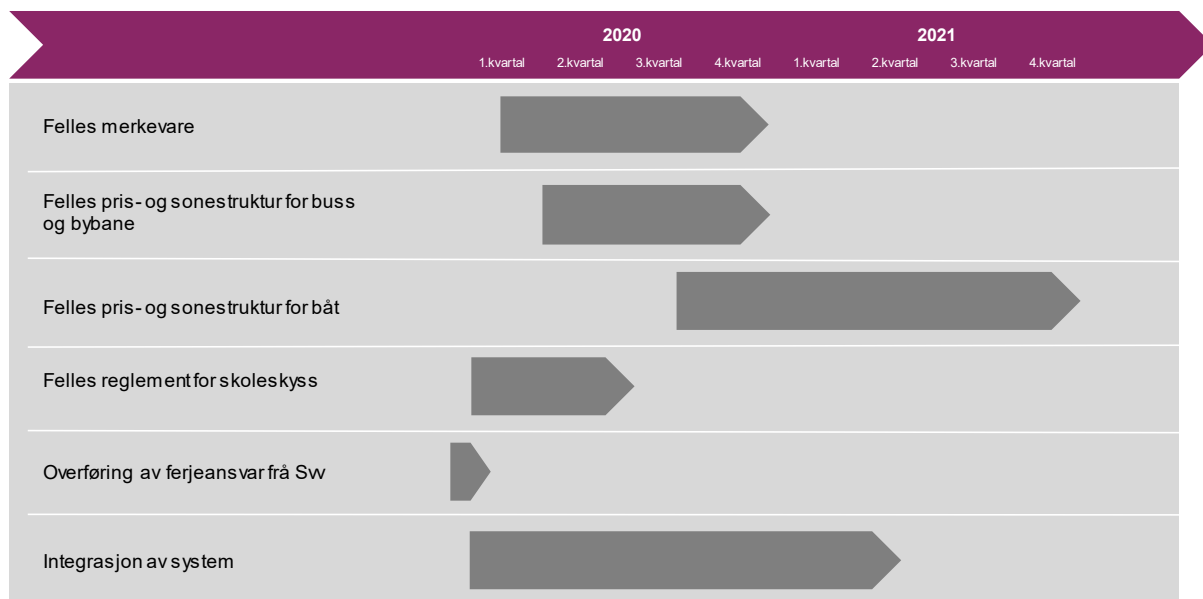 2020 2021
1.kvartal 2.kvartal 3.kvartal 4.kvartal 1.kvartal 2.kvartal 3.kvartal 4.kvartal
Felles merkevare
Felles pris- og sonestruktur for buss
og bybane
Felles pris- og sonestruktur for båt
Felles reglement for skoleskyss
Overføring av ferjeansvar frå Svv
Integrasjon av system